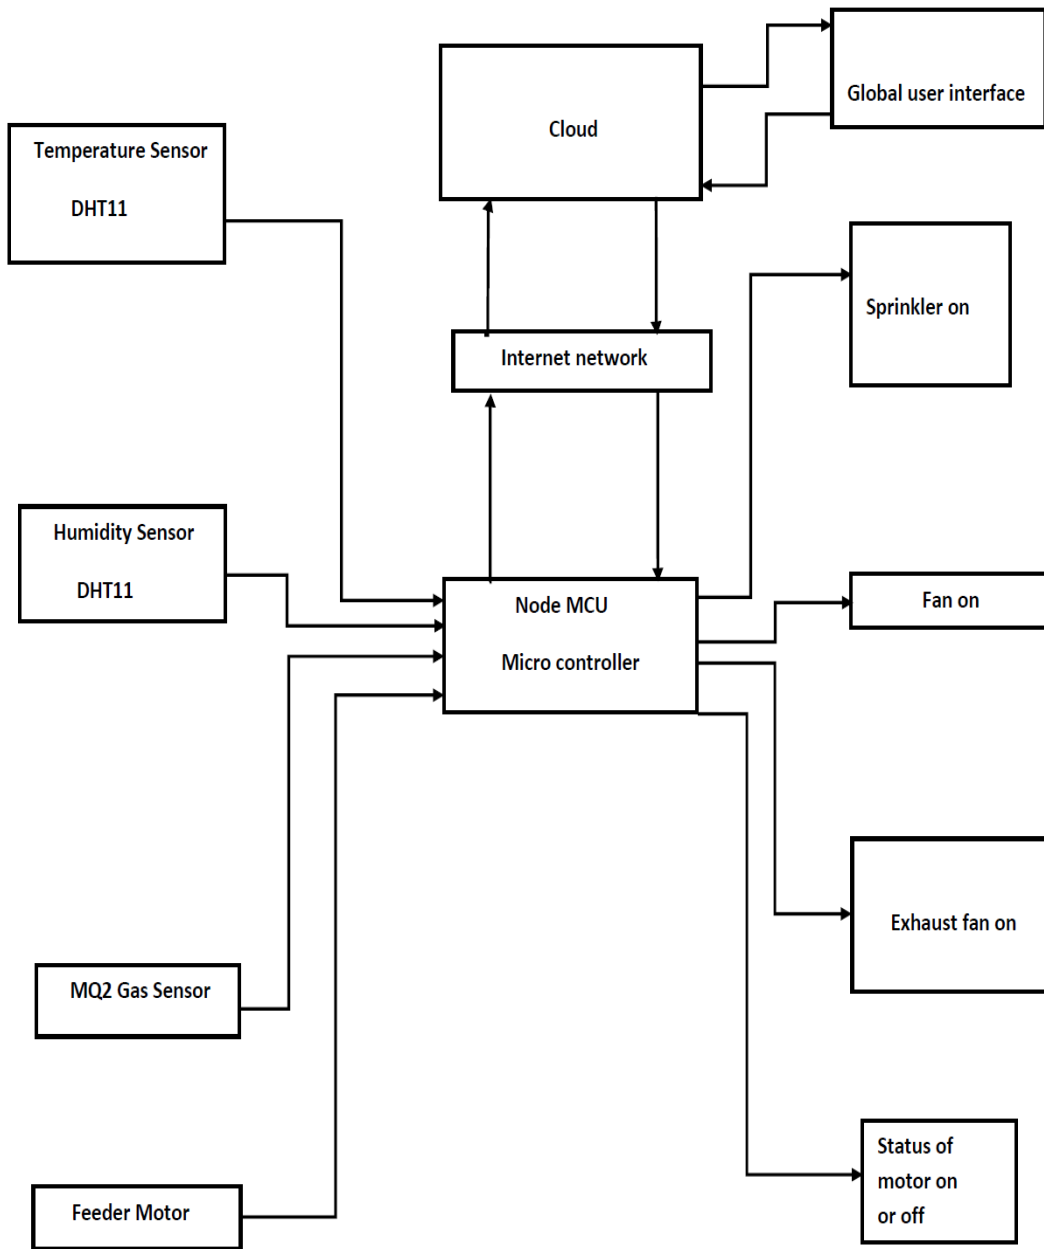 Global user interface
Cloud
Temperature Sensor
DHT11
Sprinkler on
Internet network
Humidity Sensor
DHT11
Node MCU
Micro controller
Fan on
Exhaust fan on
MQ2 Gas Sensor
Status of
motor on
or off
Feeder Motor